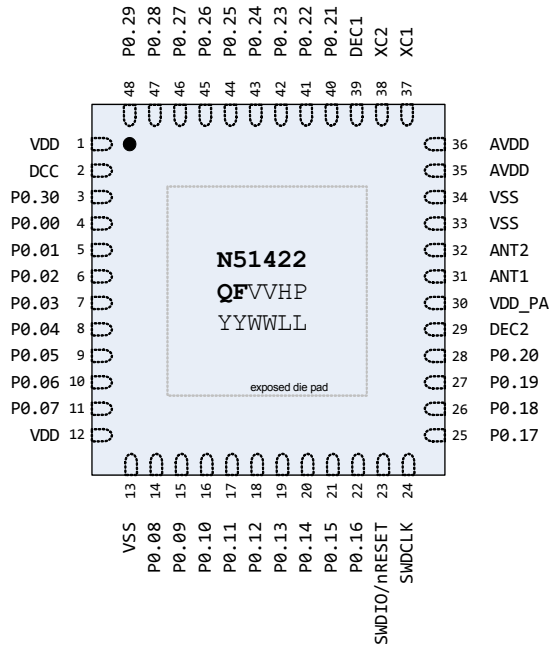 P0.29 P0.28 P0.27 P0.26 P0.25 P0.24 P0.23 P0.22 P0.21 DEC1 XC2 XC1
48 47 46 45 44 43 42 41 40 39 38 37
VDD 1 36 AVDD
DCC 2 35 AVDD
P0.30 3 34 VSS
P0.00 4 33 VSS
P0.01 5 32 ANT2
P0.02 6 31 ANT1
P0.03 7 30 VDD_PA
P0.04 8 29 DEC2
P0.05 9 28 P0.20
P0.06 10 27 P0.19
P0.07 11 26 P0.18
VDD 12 25 P0.17
N51422
QFVVHP
YYWWLL
exposed die pad
13 14 15 16 17 18 19 20 21 22 23 24
VSS P0.08 P0.09 P0.10 P0.11 P0.12 P0.13 P0.14 P0.15 P0.16 SWDIO/nRESET SWDCLK